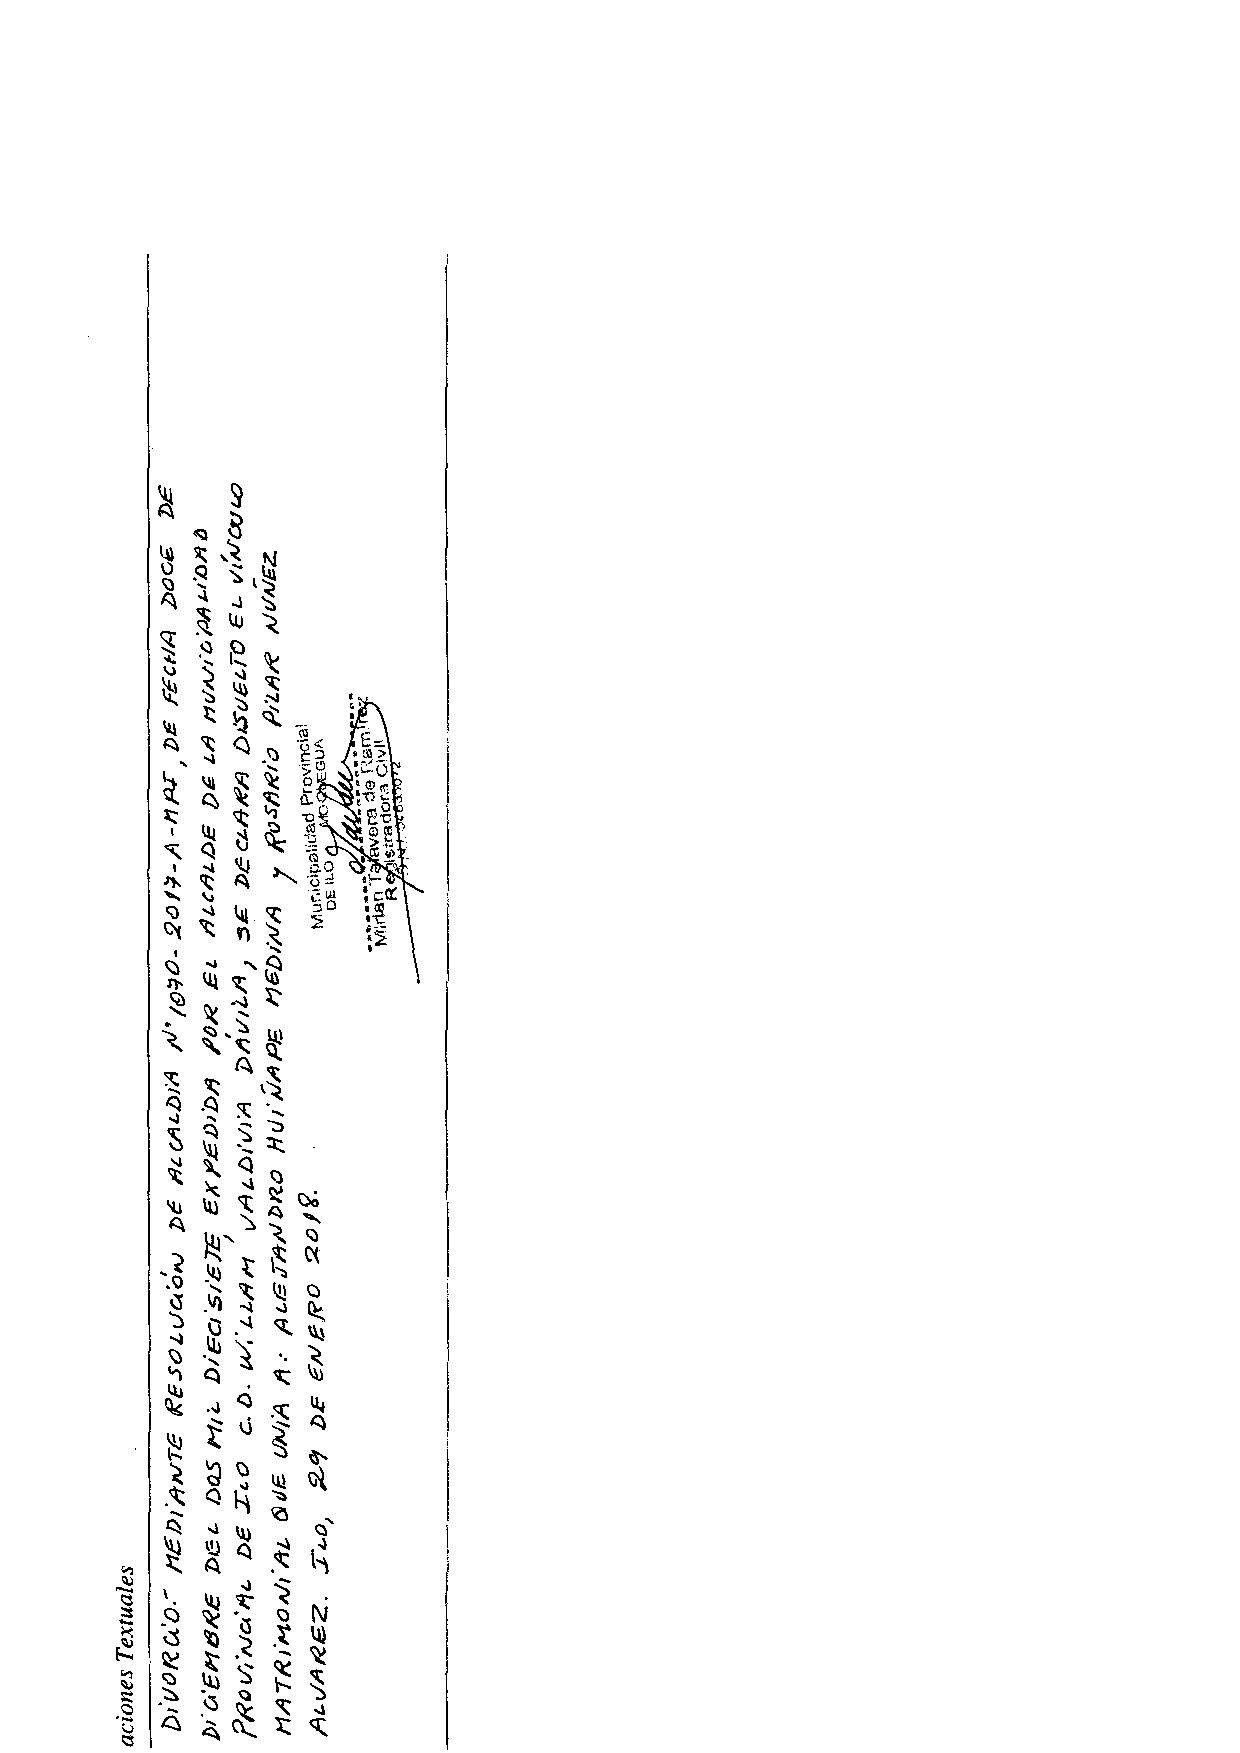 aciones Textuales
DIVORCIO.- MEDIANTE RESOLUCIÓN DE ALCALDIA N° 1070-2017-A-MPI, DE FECHA DOCE DE
DICIEMBRE DEL DOS MIL DIECISIETE, EXPEDIDA POR EL ALCALDE DE LA MUNICIPALIDAD
PROVINCIAL DE ILO C.D. WILLAM VALDIVIA DÁVILA, SE DECLARA DISUELTO EL VÍNCULO
MATRIMONIAL QUE UNIA A: ALEJANDRO HUIÑAPE MEDINA Y ROSARIO PILAR NUÑEZ
ALVAREZ. ILO, 29 DE ENERO 2018.
Municipalidad Provincial
DE ILO MOQUEGUA
Mirian Talavera de Ramírez
Registradora Civil